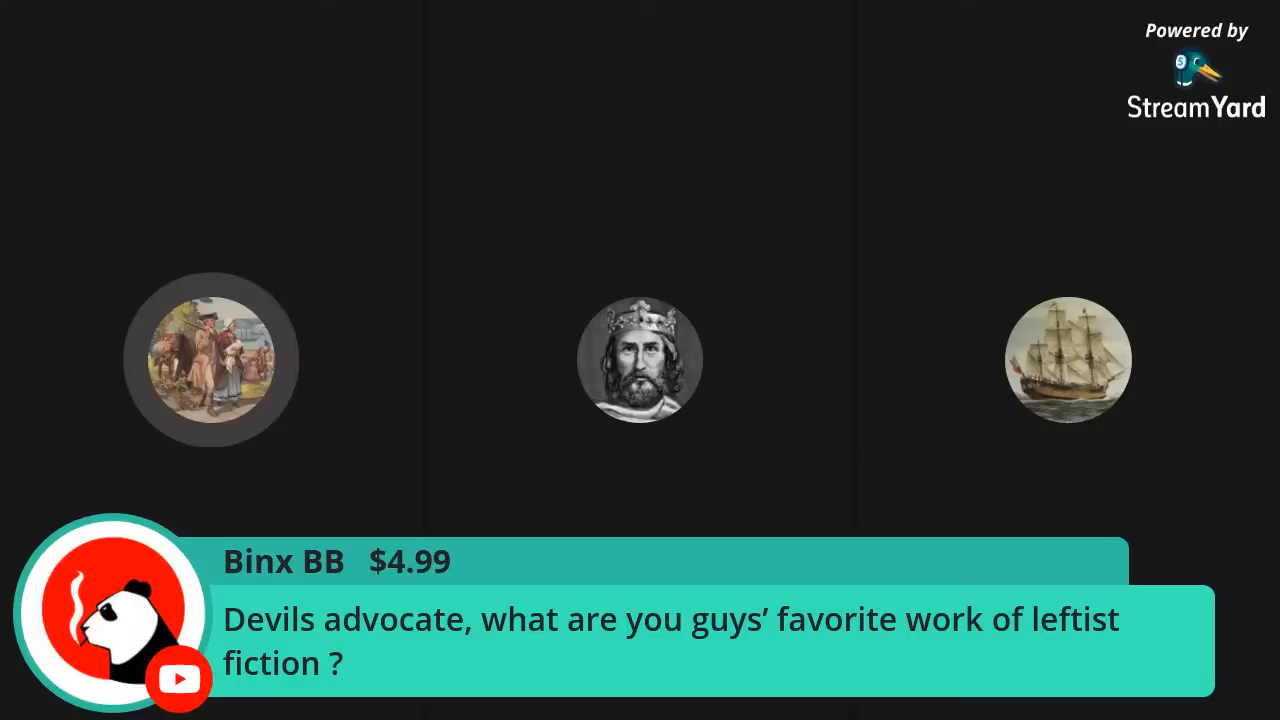 Powered by
StreamYard
Binx BB $4.99
Devils advocate, what are you guys’ favorite work of leftist
fiction ?